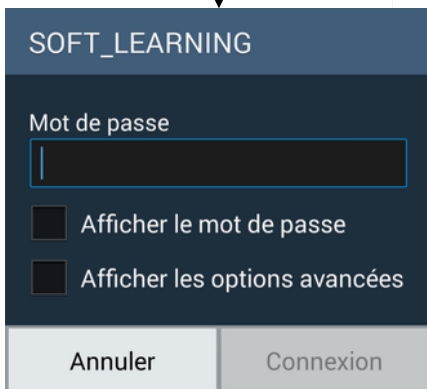 SOFT_LEARNING
Mot de passe
Afficher le mot de passe
Afficher les options avancées
Annuler Connexion